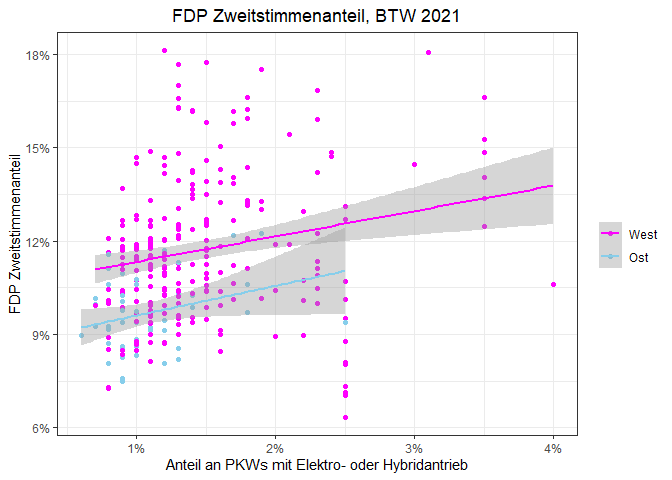 FDP Zweitstimmenanteil, BTW 2021
18%
15%
12%
9%
6%
FDP Zweitstimmenanteil
1%
2%
3%
4%
Anteil an PKWs mit Elektro- oder Hybridantrieb
West
Ost